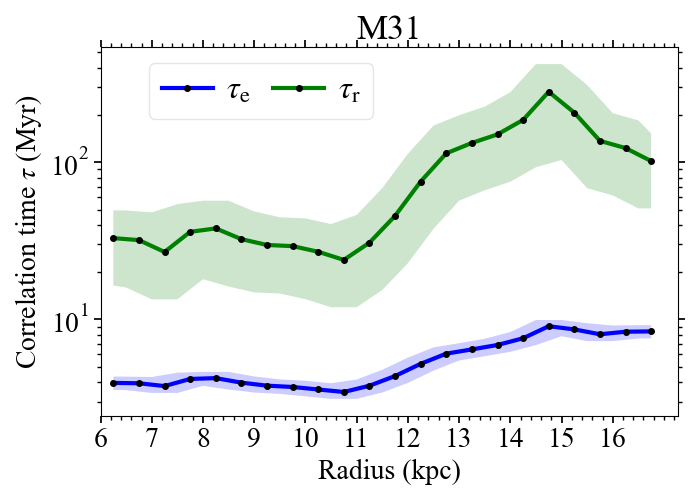 M31
τe τr
Correlation time τ (Myr)
10²
10¹
6 7 8 9 10 11 12 13 14 15 16
Radius (kpc)